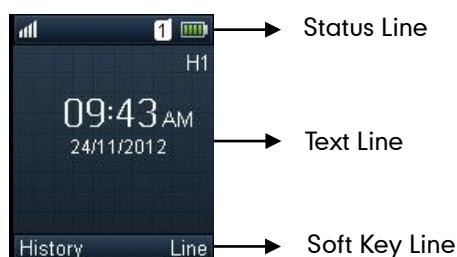 1 Status Line
H1
09:43 AM
24/11/2012 Text Line
History Line Soft Key Line